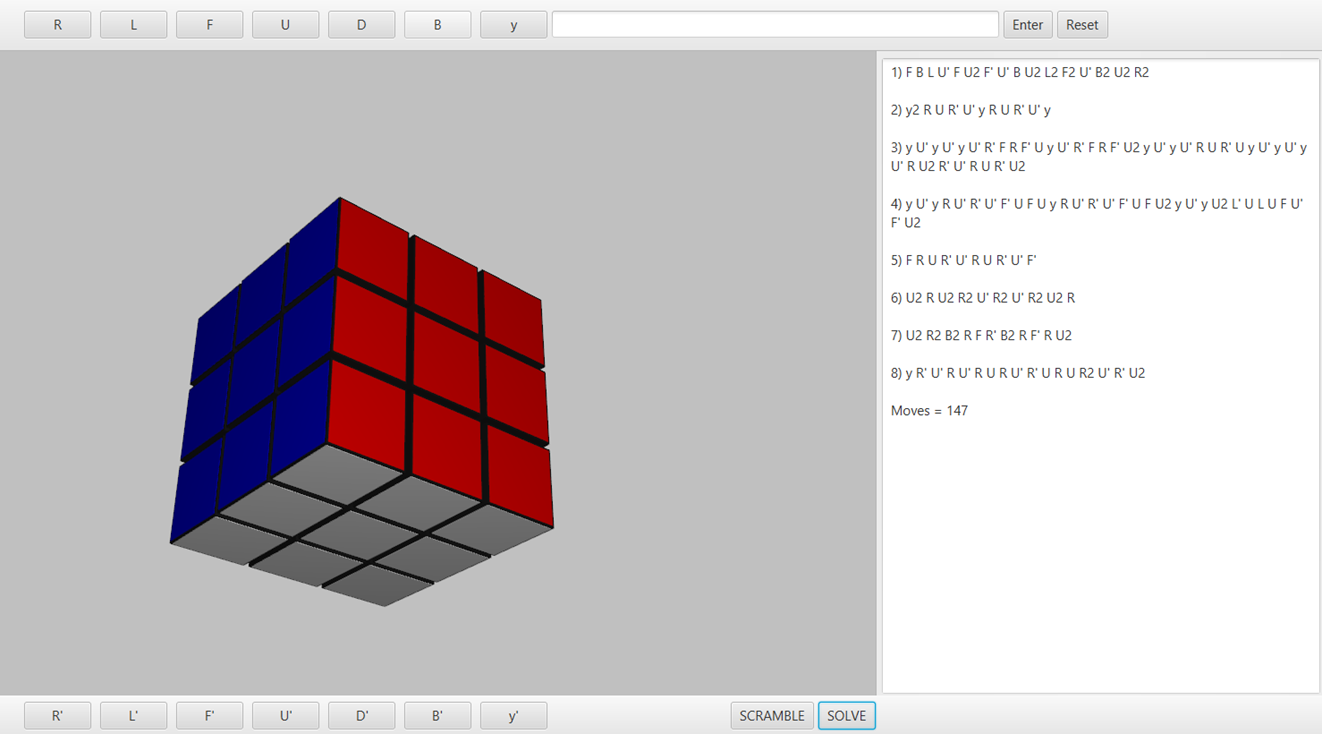 R L F U D B y Enter Reset
1) F B L U' F U2 F' U' B U2 L2 F2 U' B2 U2 R2
2) y2 R U R' U' y R U R' U' y
3) y U' y U' y U' R' F R F' U y U' R' F R F' U2 y U' y U' R U R' U y U' y U' y
U' R U2 R' U' R U R' U2
4) y U' y R U' R' U' F' U F U y R U' R' U' F' U F U2 y U' y U2 L' U L U F U'
F' U2
5) F R U R' U' R U R' U' F'
6) U2 R U2 R2 U' R2 U' R2 U2 R
7) U2 R2 B2 R F R' B2 R F' R U2
8) y R' U' R U' R U R U' R' U R U R2 U' R' U2
Moves = 147
R' L' F' U' D' B' y' SCRAMBLE SOLVE